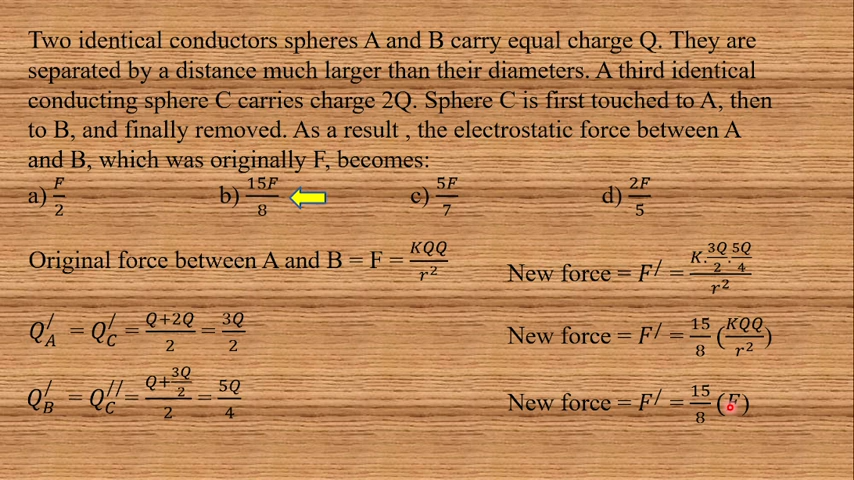 Two identical conductors spheres A and B carry equal charge Q. They are
separated by a distance much larger than their diameters. A third identical
conducting sphere C carries charge 2Q. Sphere C is first touched to A, then
to B, and finally removed. As a result , the electrostatic force between A
and B, which was originally F, becomes:
a) F/2 b) 15F/8 c) 5F/7 d) 2F/5
Original force between A and B = F = KQQ/r²
Q_A^/ = Q_C^/ = (Q+2Q)/2 = 3Q/2
Q_B^/ = Q_C^// = (Q+3Q/2)/2 = 5Q/4
New force = F^/ = (K.3Q/2.5Q/4)/r²
New force = F^/ = 15/8 (KQQ/r²)
New force = F^/ = 15/8 (F)